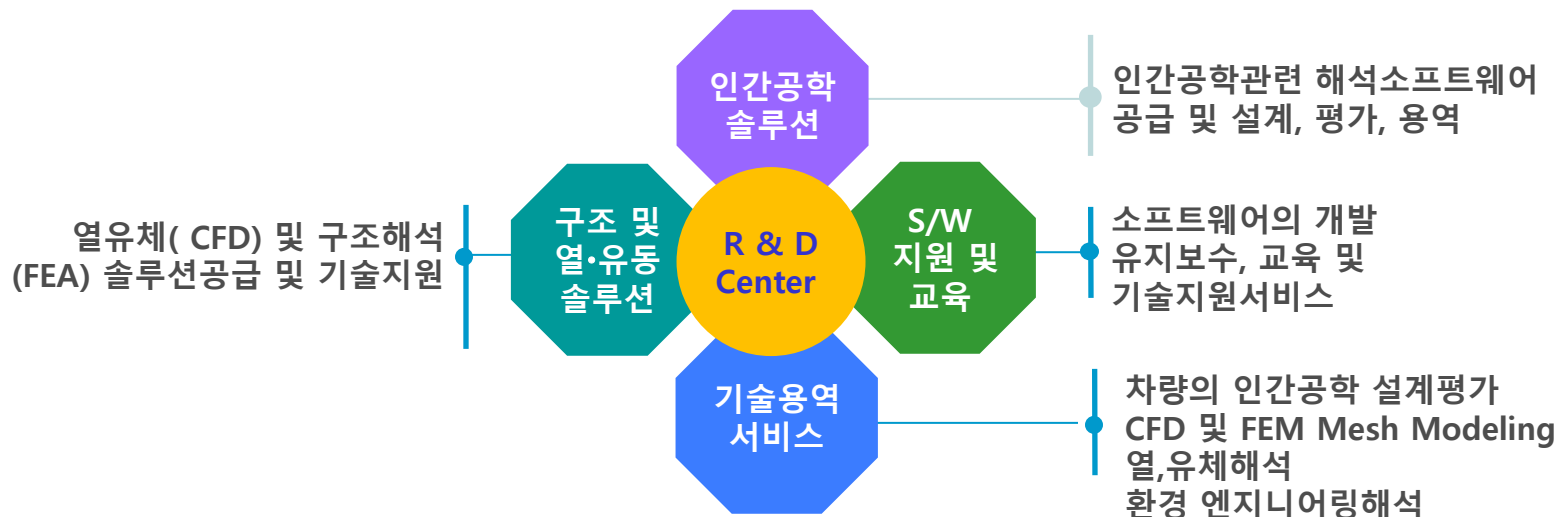 인간공학
솔루션
인간공학관련 해석소프트웨어
공급 및 설계, 평가, 용역
열유체( CFD) 및 구조해석
(FEA) 솔루션공급 및 기술지원
구조 및
열·유동
솔루션
R & D
Center
S/W
지원 및
교육
소프트웨어의 개발
유지보수, 교육 및
기술지원서비스
기술용역
서비스
차량의 인간공학 설계평가
CFD 및 FEM Mesh Modeling
열,유체해석
환경 엔지니어링해석